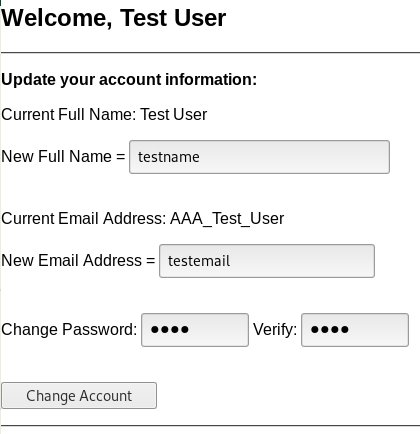 Welcome, Test User
Update your account information:
Current Full Name: Test User
New Full Name = testname
Current Email Address: AAA_Test_User
New Email Address = testemail
Change Password: ●●●● Verify: ●●●●
Change Account